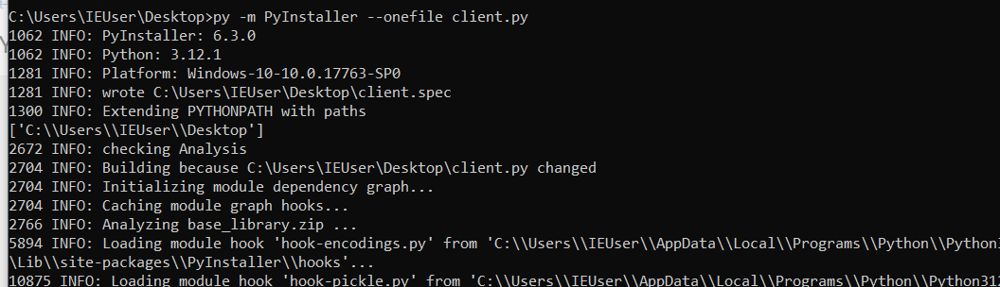 C:\Users\IEUser\Desktop>py -m PyInstaller --onefile client.py
1062 INFO: PyInstaller: 6.3.0
1062 INFO: Python: 3.12.1
1281 INFO: Platform: Windows-10-10.0.17763-SP0
1281 INFO: wrote C:\Users\IEUser\Desktop\client.spec
1300 INFO: Extending PYTHONPATH with paths
['C:\\Users\\IEUser\\Desktop']
2672 INFO: checking Analysis
2704 INFO: Building because C:\Users\IEUser\Desktop\client.py changed
2704 INFO: Initializing module dependency graph...
2704 INFO: Caching module graph hooks...
2766 INFO: Analyzing base_library.zip ...
5894 INFO: Loading module hook 'hook-encodings.py' from 'C:\\Users\\IEUser\\AppData\\Local\\Programs\\Python\\Python3
\Lib\\site-packages\\PyInstaller\\hooks'...
10875 INFO: Loading module hook 'hook-pickle.py' from 'C:\\Users\\IEUser\\AppData\\Local\\Programs\\Python\\Python31